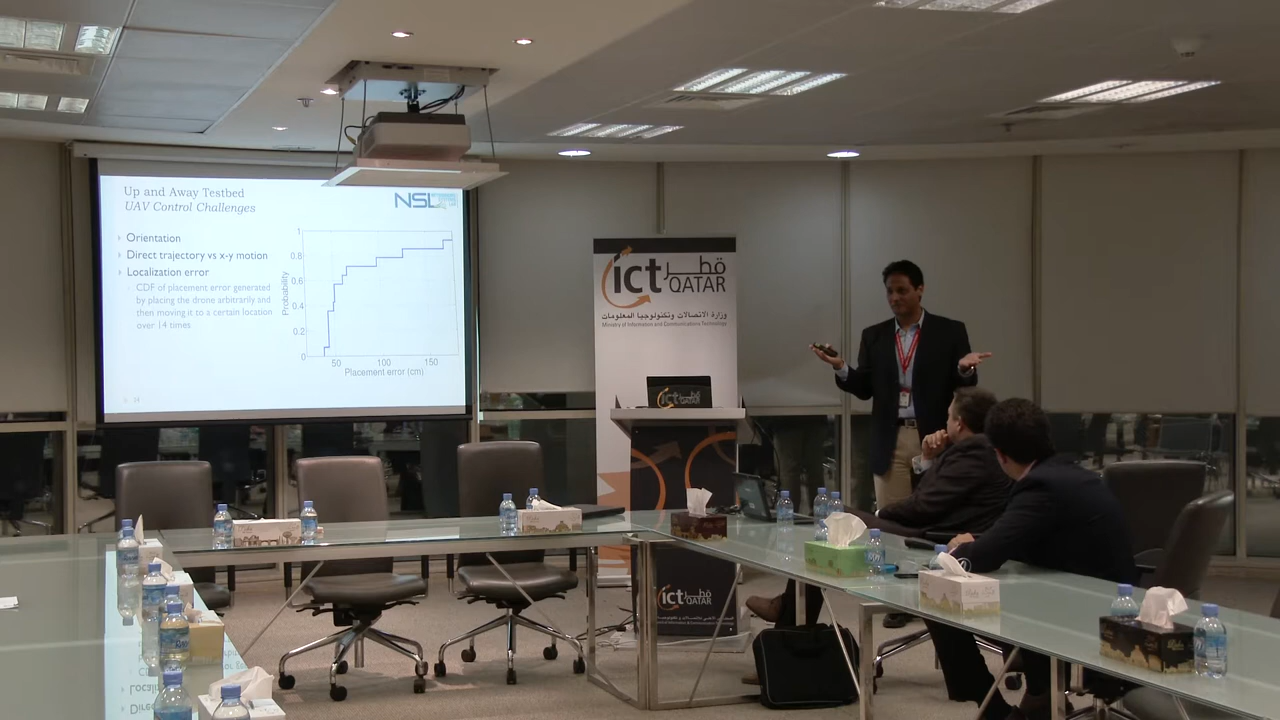 Up and Away Testbed
UAV Control Challenges
NSL
Orientation
Direct trajectory vs x-y motion
Localization error
CDF of placement error generated
by placing the drone arbitrarily and
then moving it to a certain location
over 14 times
1
0.8
0.6
0.4
0.2
0
Probability
50 100 150
Placement error (cm)
ict قطر
QATAR
وزارة الاتصالات وتكنولوجيا المعلومات
Ministry of Information and Communications Technology
ict
QATAR
ict قطر
QATAR